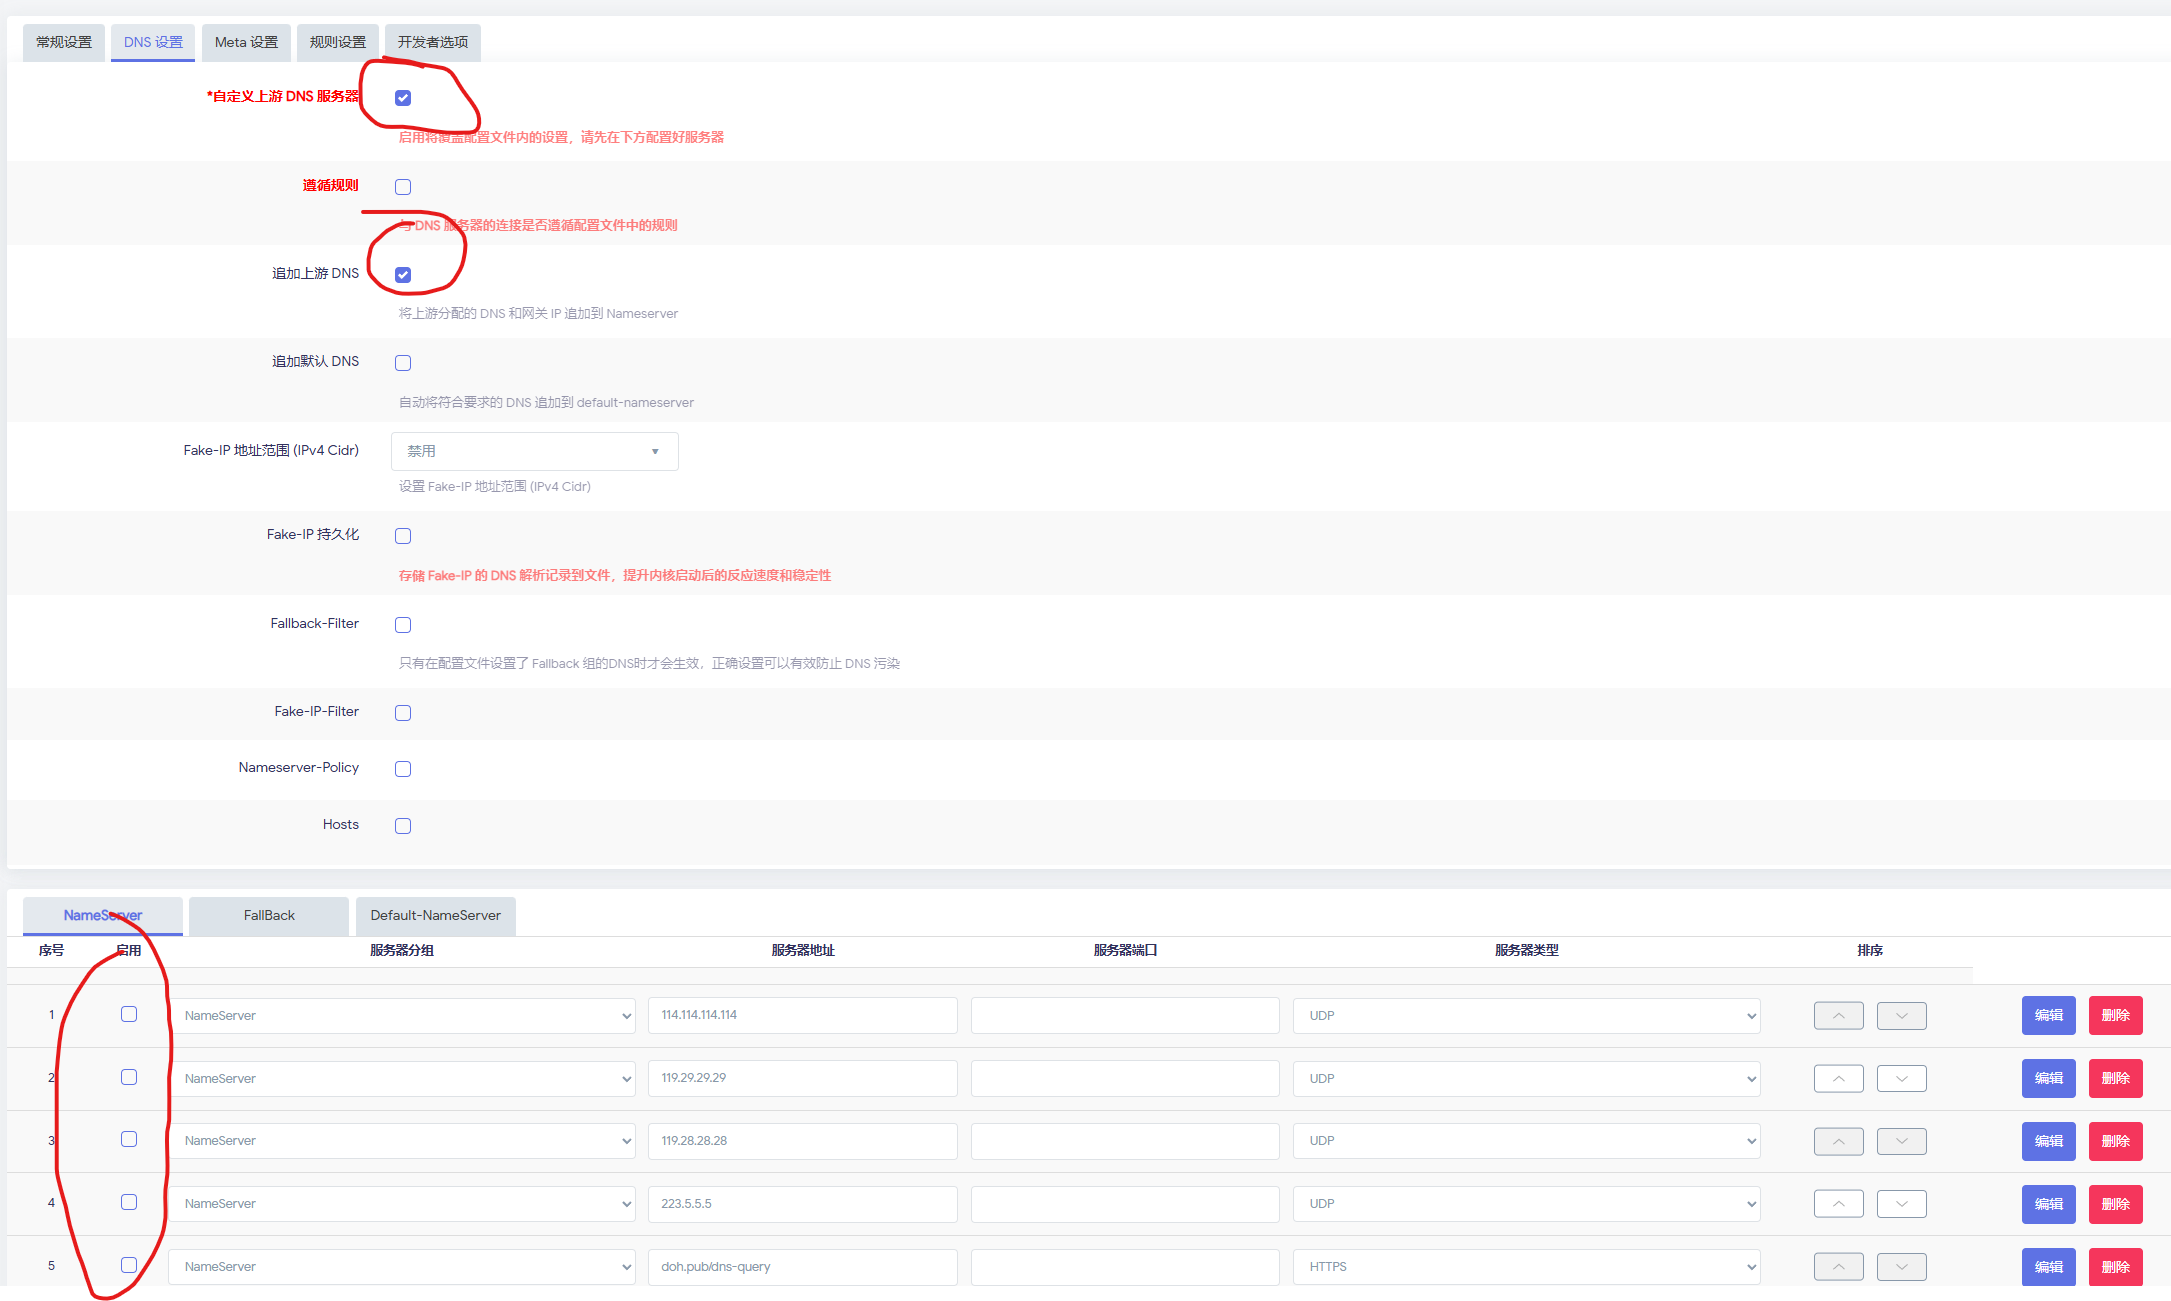 常规设置 DNS 设置 Meta 设置 规则设置 开发者选项
*自定义上游 DNS 服务器
启用将覆盖配置文件内的设置，请先在下方配置好服务器
遵循规则
与 DNS 服务器的连接是否遵循配置文件中的规则
追加上游 DNS
将上游分配的 DNS 和网关 IP 追加到 Nameserver
追加默认 DNS
自动将符合要求的 DNS 追加到 default-nameserver
Fake-IP 地址范围 (IPv4 Cidr) 禁用
设置 Fake-IP 地址范围 (IPv4 Cidr)
Fake-IP 持久化
存储 Fake-IP 的 DNS 解析记录到文件，提升内核启动后的反应速度和稳定性
Fallback-Filter
只有在配置文件设置了 Fallback 组的DNS时才会生效，正确设置可以有效防止 DNS 污染
Fake-IP-Filter
Nameserver-Policy
Hosts
NameServer FallBack Default-NameServer
序号 启用 服务器分组 服务器地址 服务器端口 服务器类型 排序
1 NameServer 114.114.114.114 UDP 编辑 删除
2 NameServer 119.29.29.29 UDP 编辑 删除
3 NameServer 119.28.28.28 UDP 编辑 删除
4 NameServer 223.5.5.5 UDP 编辑 删除
5 NameServer doh.pub/dns-query HTTPS 编辑 删除